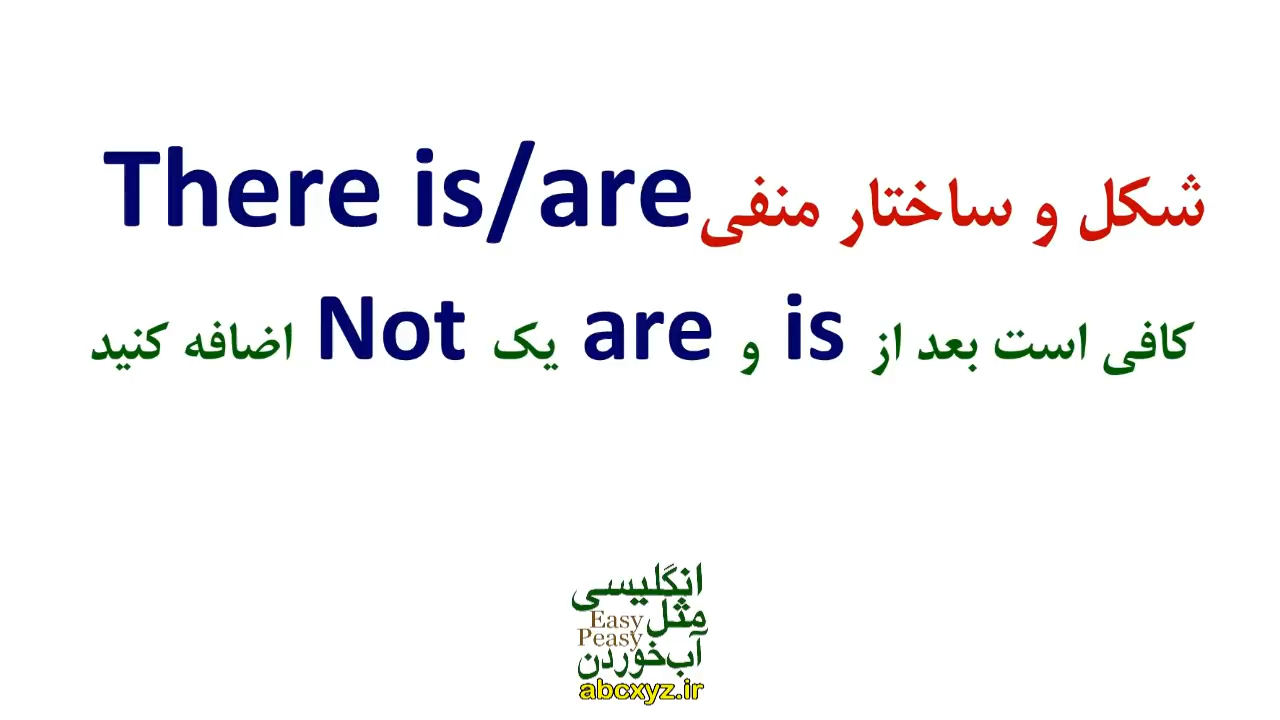 شکل و ساختار منفی There is/are
کافی است بعد از is و are یک Not اضافه کنید
انگلیسی
مثل
Easy
Peasy
آب‌خوردن
abcxyz.ir